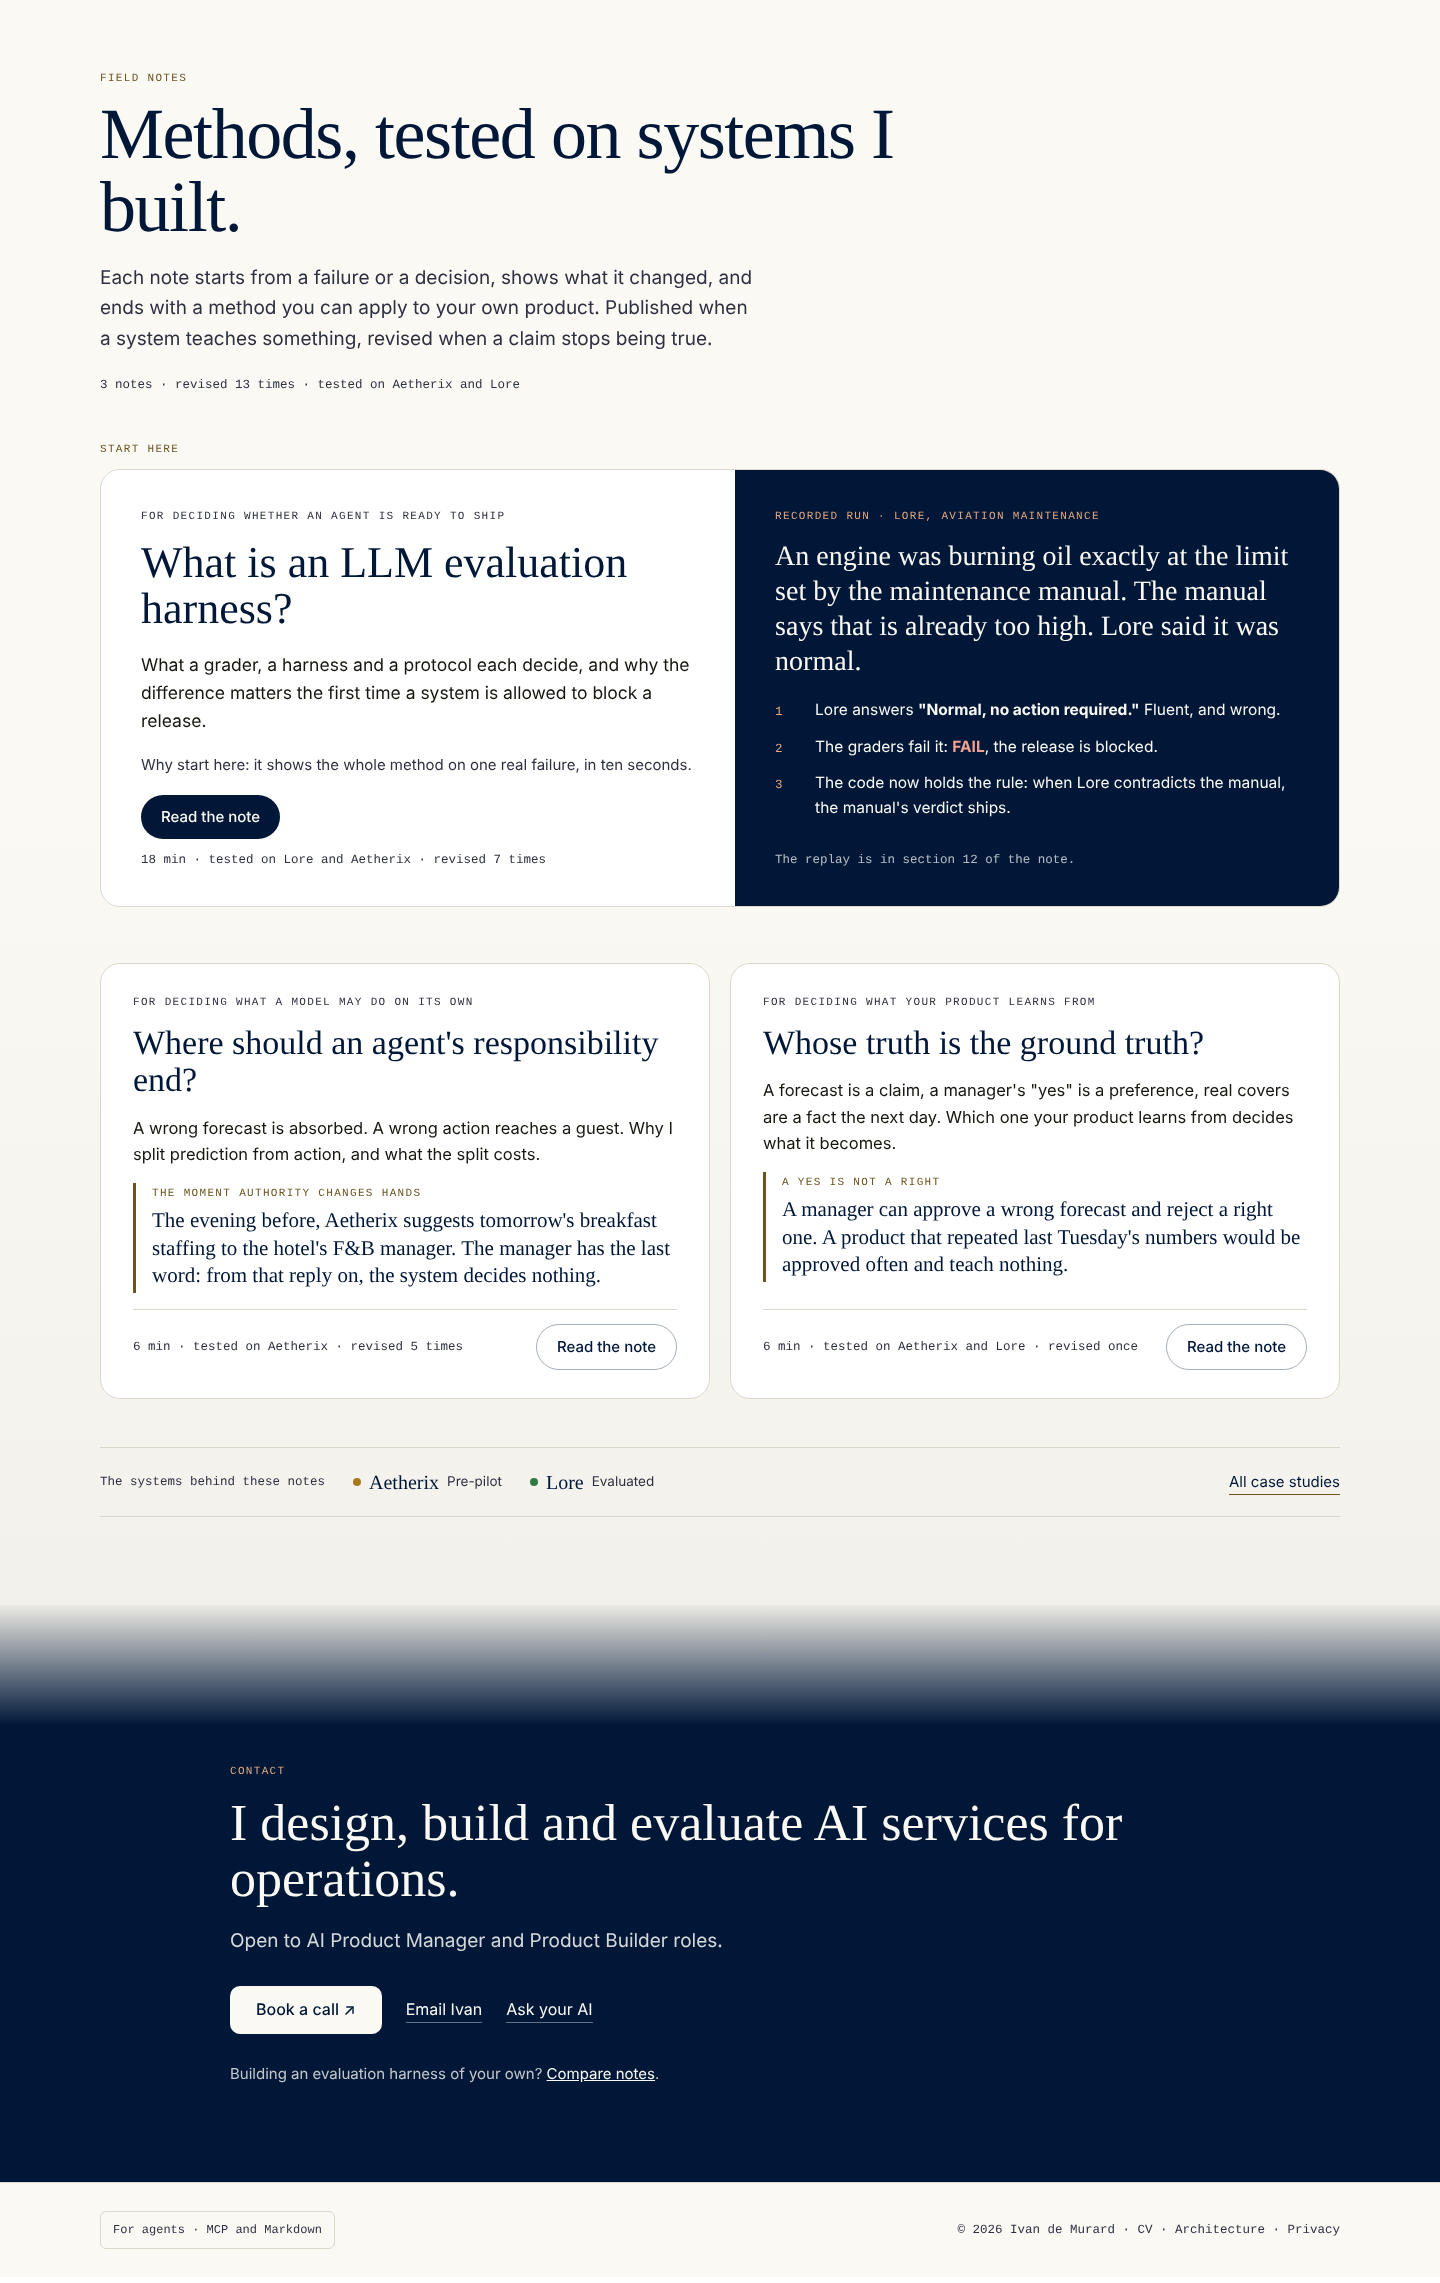 FIELD NOTES
Methods, tested on systems I
built.
Each note starts from a failure or a decision, shows what it changed, and
ends with a method you can apply to your own product. Published when
a system teaches something, revised when a claim stops being true.
3 notes · revised 13 times · tested on Aetherix and Lore
START HERE
FOR DECIDING WHETHER AN AGENT IS READY TO SHIP
What is an LLM evaluation
harness?
What a grader, a harness and a protocol each decide, and why the
difference matters the first time a system is allowed to block a
release.
Why start here: it shows the whole method on one real failure, in ten seconds.
Read the note
18 min · tested on Lore and Aetherix · revised 7 times
RECORDED RUN · LORE, AVIATION MAINTENANCE
An engine was burning oil exactly at the limit
set by the maintenance manual. The manual
says that is already too high. Lore said it was
normal.
1 Lore answers "Normal, no action required." Fluent, and wrong.
2 The graders fail it: FAIL, the release is blocked.
3 The code now holds the rule: when Lore contradicts the manual,
the manual's verdict ships.
The replay is in section 12 of the note.
FOR DECIDING WHAT A MODEL MAY DO ON ITS OWN
Where should an agent's responsibility
end?
A wrong forecast is absorbed. A wrong action reaches a guest. Why I
split prediction from action, and what the split costs.
THE MOMENT AUTHORITY CHANGES HANDS
The evening before, Aetherix suggests tomorrow's breakfast
staffing to the hotel's F&B manager. The manager has the last
word: from that reply on, the system decides nothing.
6 min · tested on Aetherix · revised 5 times
Read the note
FOR DECIDING WHAT YOUR PRODUCT LEARNS FROM
Whose truth is the ground truth?
A forecast is a claim, a manager's "yes" is a preference, real covers
are a fact the next day. Which one your product learns from decides
what it becomes.
A YES IS NOT A RIGHT
A manager can approve a wrong forecast and reject a right
one. A product that repeated last Tuesday's numbers would be
approved often and teach nothing.
6 min · tested on Aetherix and Lore · revised once
Read the note
The systems behind these notes Aetherix Pre-pilot Lore Evaluated All case studies
CONTACT
I design, build and evaluate AI services for
operations.
Open to AI Product Manager and Product Builder roles.
Book a call ↗ Email Ivan Ask your AI
Building an evaluation harness of your own? Compare notes.
For agents · MCP and Markdown © 2026 Ivan de Murard · CV · Architecture · Privacy